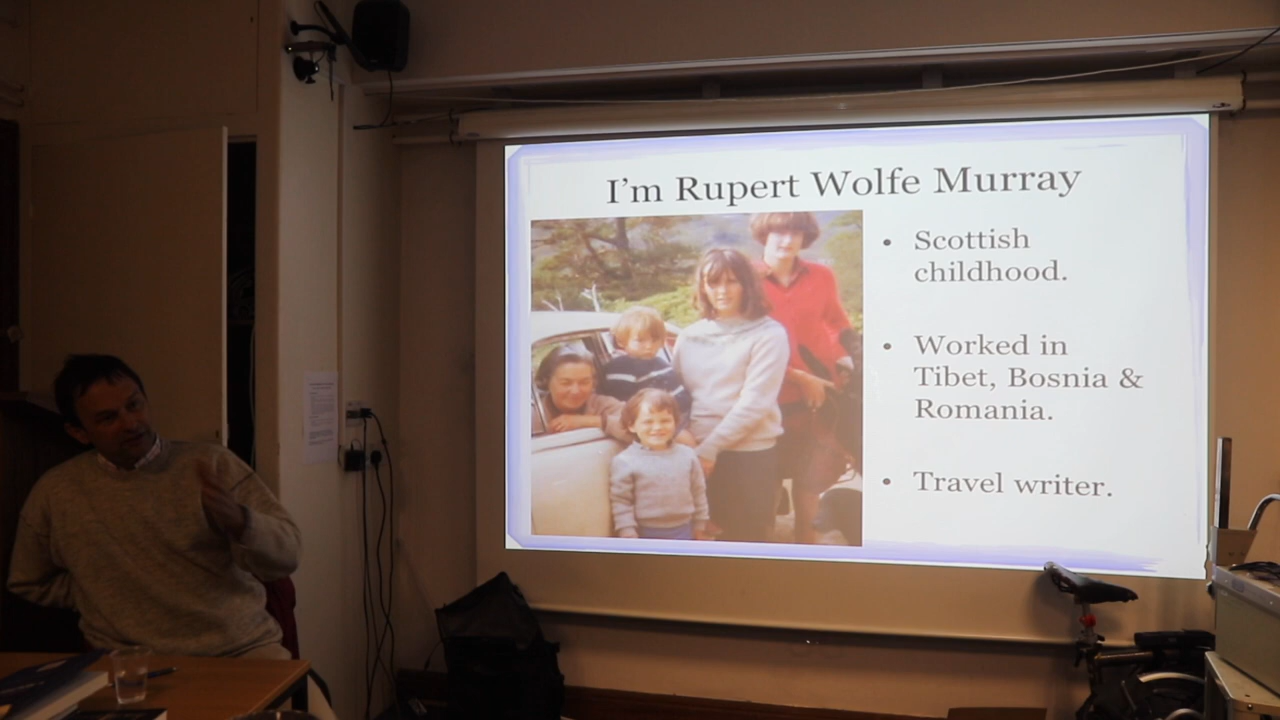 I'm Rupert Wolfe Murray
• Scottish
childhood.
• Worked in
Tibet, Bosnia &
Romania.
• Travel writer.